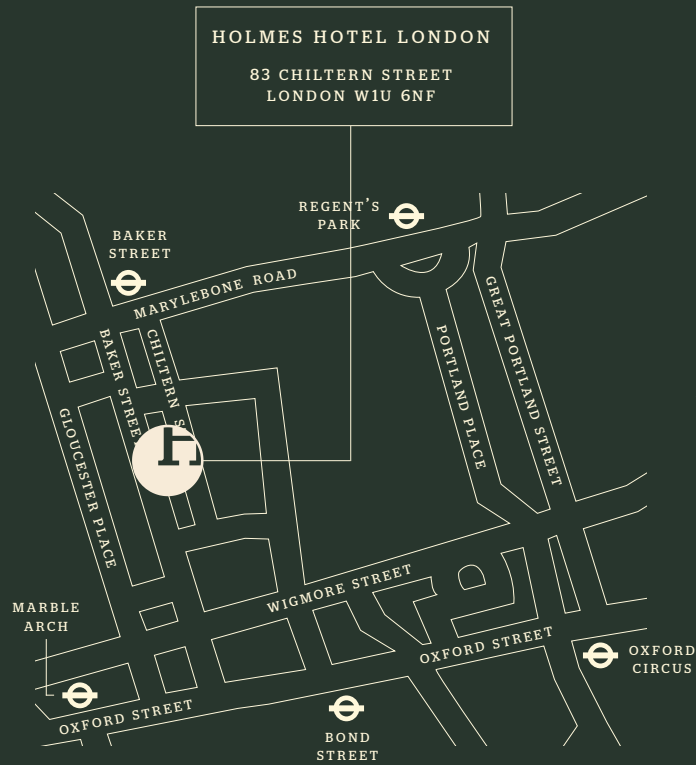 HOLMES HOTEL LONDON
83 CHILTERN STREET
LONDON W1U 6NF
REGENT'S
PARK
BAKER
STREET
MARYLEBONE ROAD
BAKER STREE
CHILTERN S
GREAT PORTLAND STREET
PORTLAND PLACE
GLOUCESTER PLACE
H
WIGMORE STREET
MARBLE
ARCH
OXFORD STREET
OXFORD
CIRCUS
OXFORD STREET
BOND
STREET